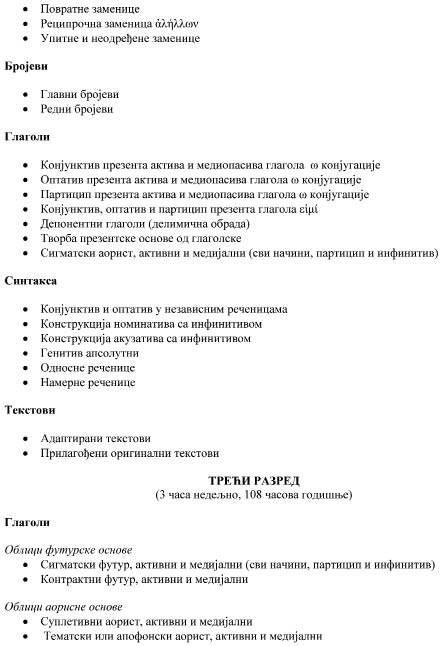 • Повратне заменице
• Реципрочна заменица ἀλήλλων
• Упитне и неодређене заменице
Бројеви
• Главни бројеви
• Редни бројеви
Глаголи
• Конјунктив презента актива и медиопасива глагола ω конјугације
• Оптатив презента актива и медиопасива глагола ω конјугације
• Партицип презента актива и медиопасива глагола ω конјугације
• Конјунктив, оптатив и партицип презента глагола εἰμί
• Депонентни глаголи (делимична обрада)
• Творба презентске основе од глаголске
• Сигматски аорист, активни и медијални (сви начини, партицип и инфинитив)
Синтакса
• Конјунктив и оптатив у независним реченицама
• Конструкција номинатива са инфинитивом
• Конструкција акузатива са инфинитивом
• Генитив апсолутни
• Односне реченице
• Намерне реченице
Текстови
• Адаптирани текстови
• Прилагођени оригинални текстови
ТРЕЋИ РАЗРЕД
(3 часа недељно, 108 часова годишње)
Глаголи
Облици футурске основе
• Сигматски футур, активни и медијални (сви начини, партицип и инфинитив)
• Контрактни футур, активни и медијални
Облици аорисне основе
• Суплетивни аорист, активни и медијални
• Тематски или апофонски аорист, активни и медијални